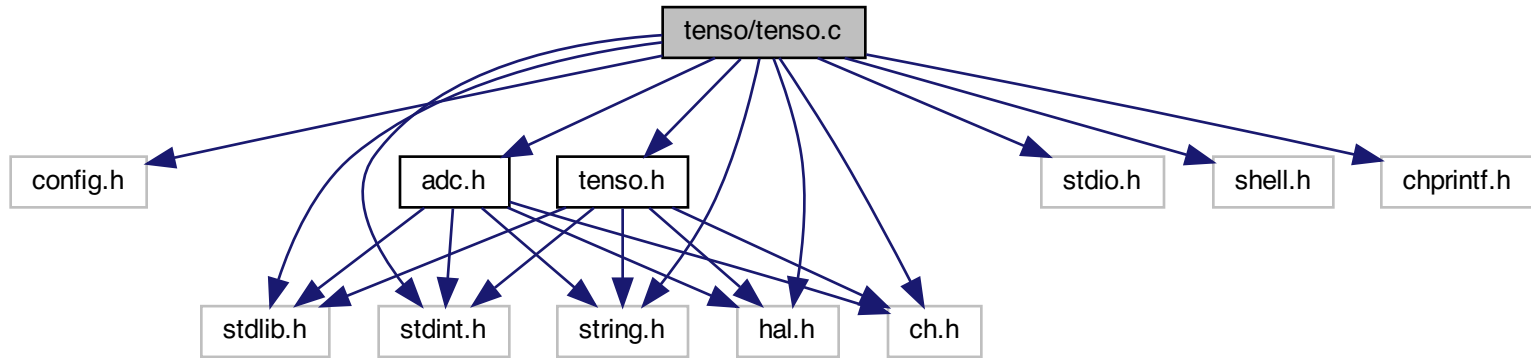 tenso/tenso.c
config.h
adc.h
tenso.h
stdio.h
shell.h
chprintf.h
stdlib.h
stdint.h
string.h
hal.h
ch.h